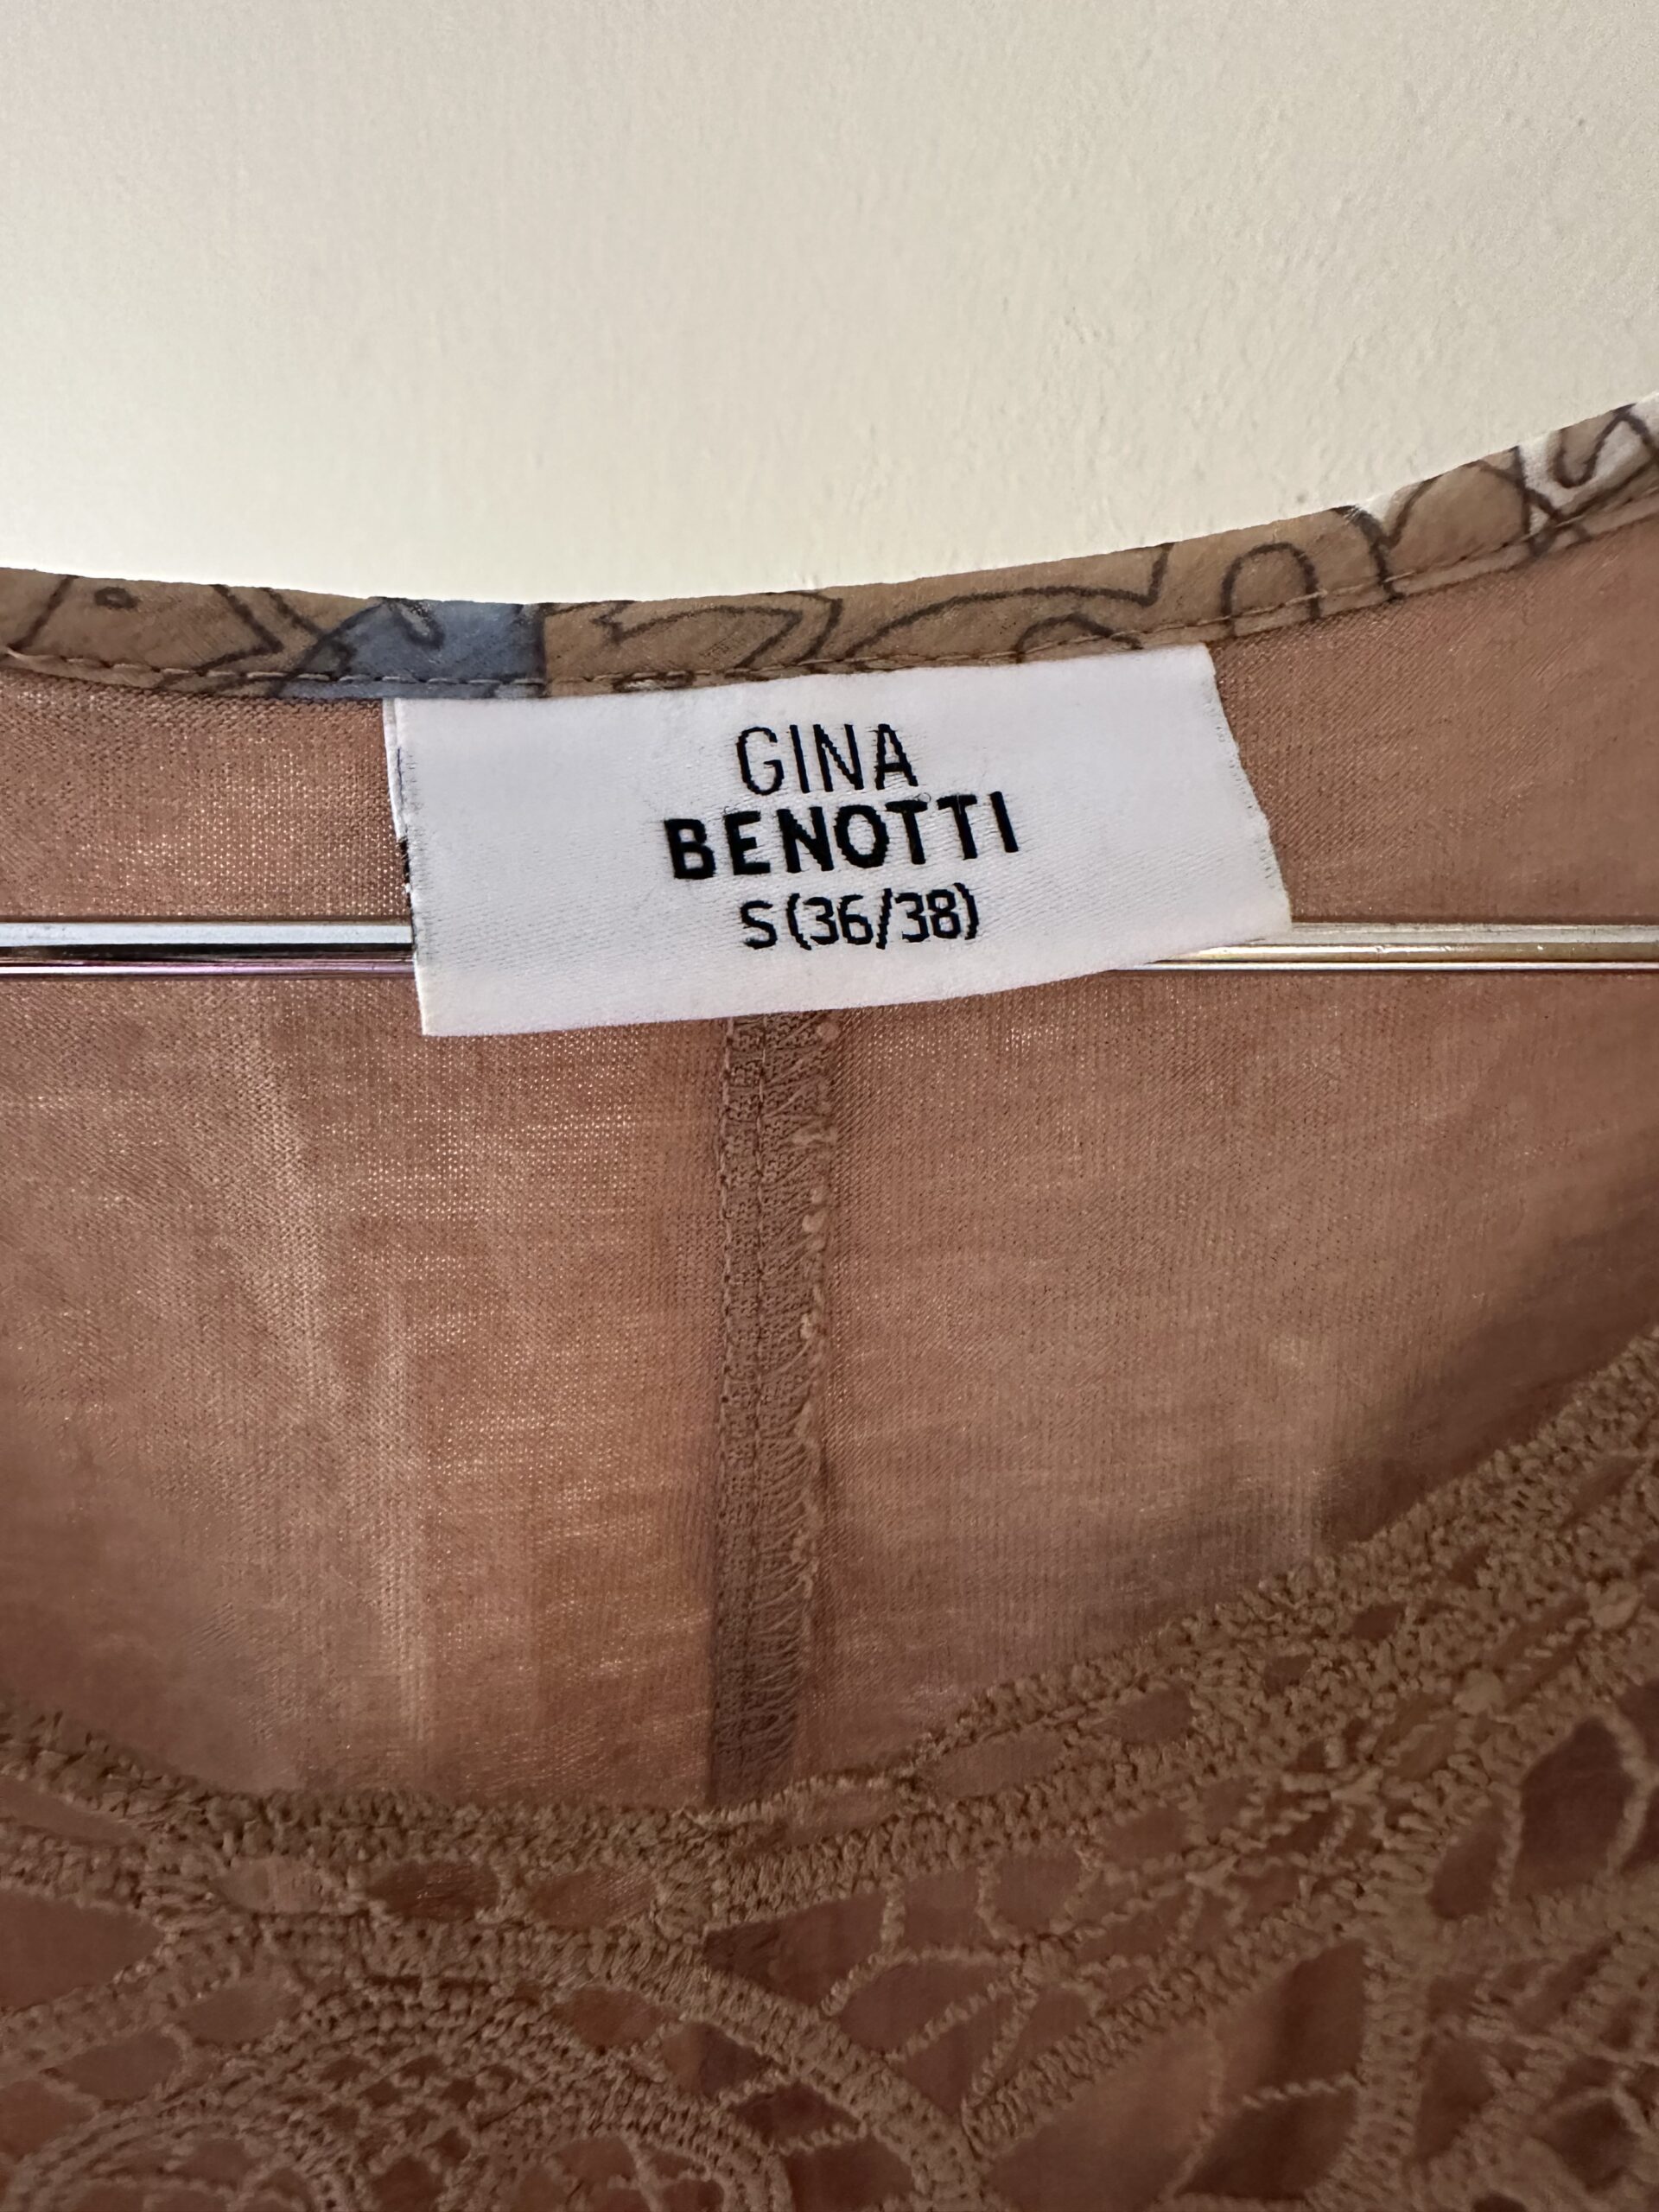 GINA
BENOTTI
S (36/38)